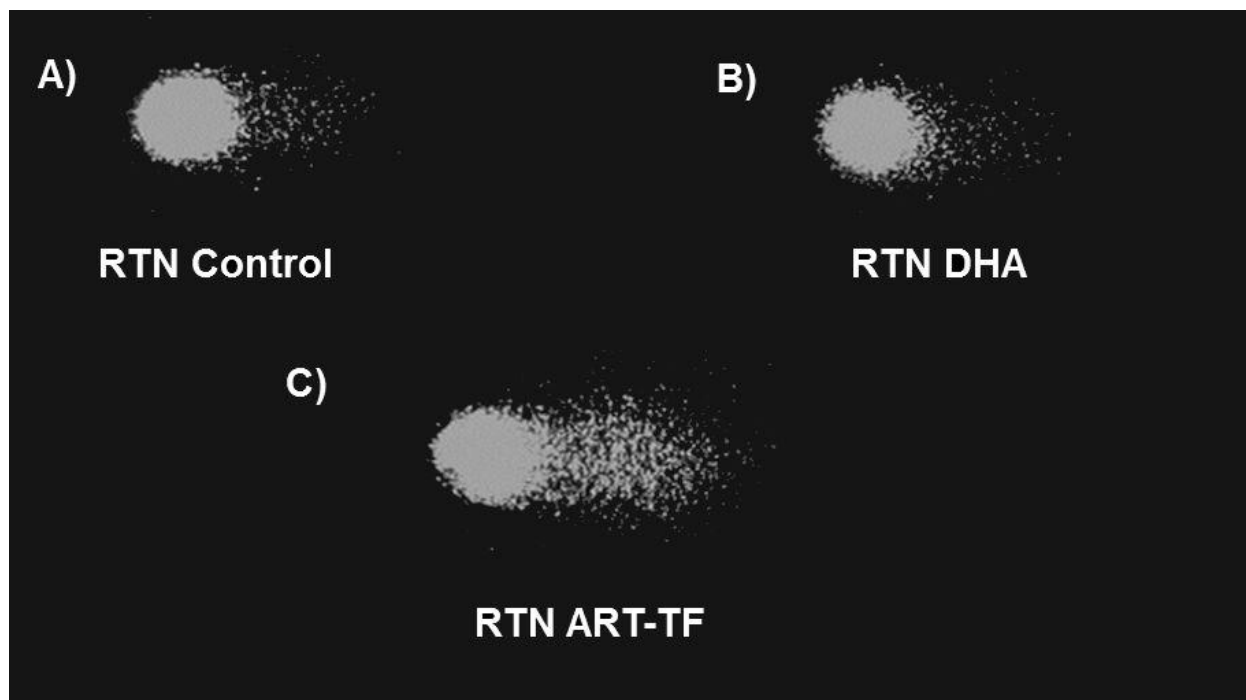 A)
RTN Control
B)
RTN DHA
C)
RTN ART-TF